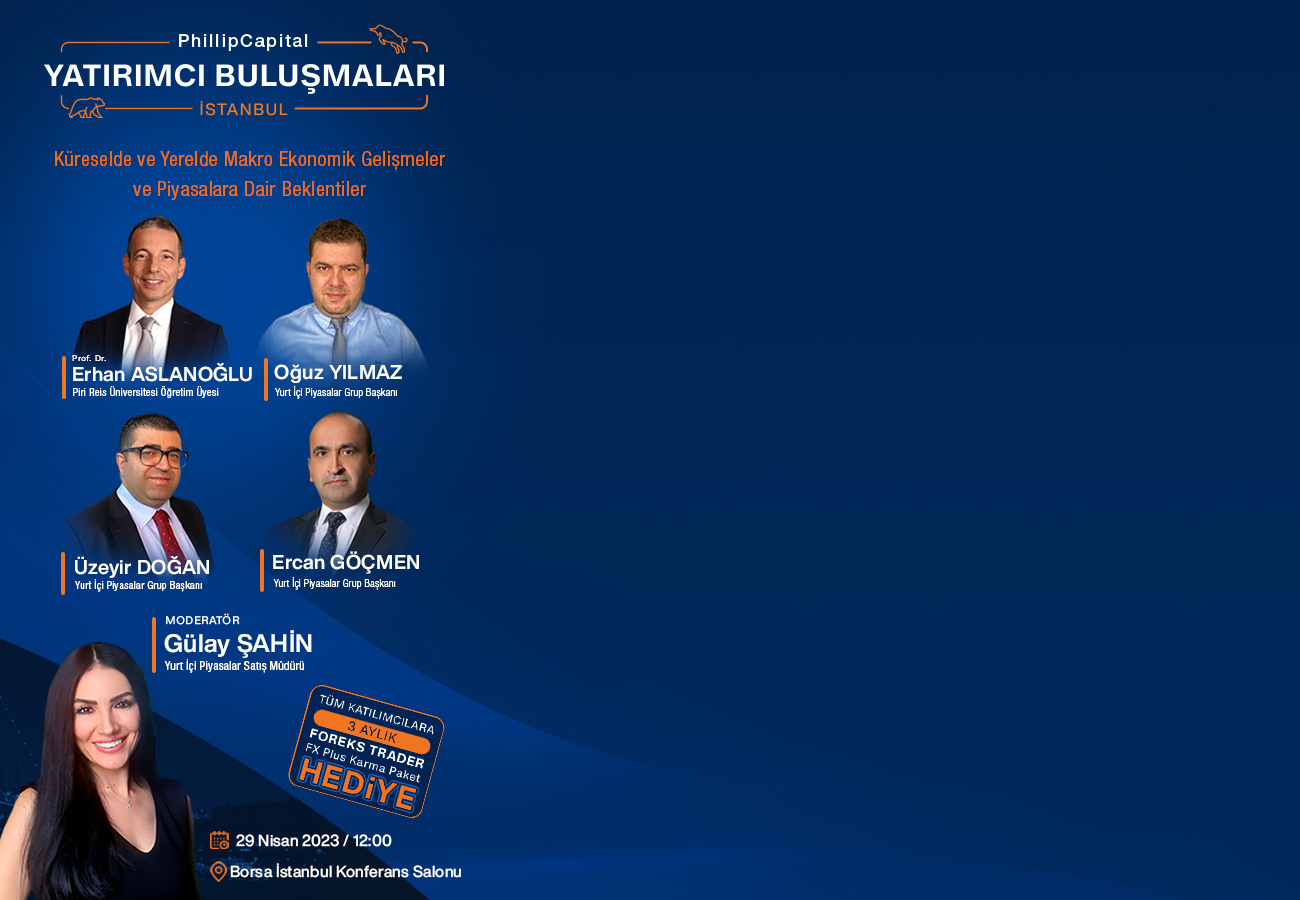 PhillipCapital
YATIRIMCI BULUŞMALARI
İSTANBUL
Küreselde ve Yerelde Makro Ekonomik Gelişmeler
ve Piyasalara Dair Beklentiler
Prof. Dr.
Erhan ASLANOĞLU
Piri Reis Üniversitesi Öğretim Üyesi
Oğuz YILMAZ
Yurt İçi Piyasalar Grup Başkanı
Üzeyir DOĞAN
Yurt İçi Piyasalar Grup Başkanı
Ercan GÖÇMEN
Yurt İçi Piyasalar Grup Başkanı
MODERATÖR
Gülay ŞAHİN
Yurt İçi Piyasalar Satış Müdürü
TÜM KATILIMCILARA
3 AYLIK
FOREKS TRADER
FX Plus Karma Paket
HEDİYE
29 Nisan 2023 / 12:00
Borsa İstanbul Konferans Salonu